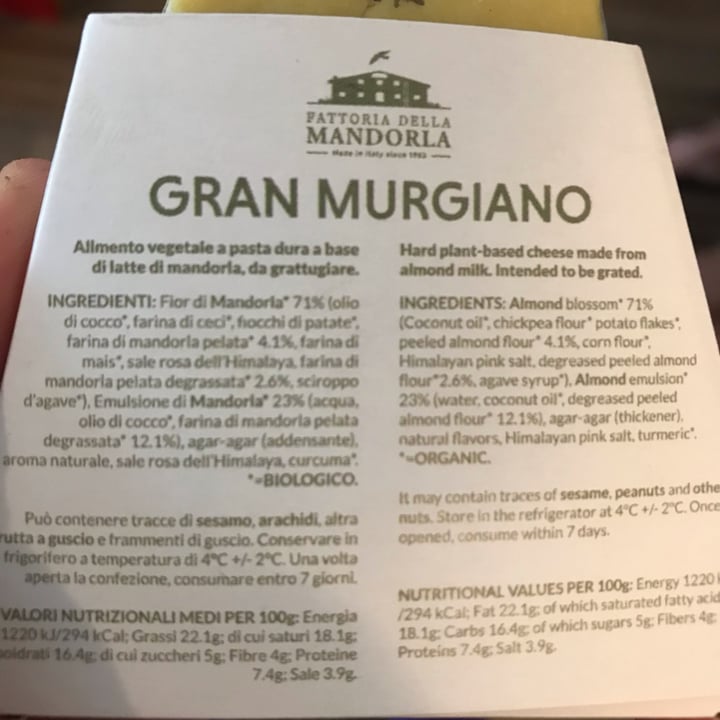 FATTORIA DELLA
MANDORLA
Made in Italy since 1992
GRAN MURGIANO
Alimento vegetale a pasta dura a base
di latte di mandorla, da grattugiare.
INGREDIENTI: Fior di Mandorla* 71% (olio
di cocco*, farina di ceci*, fiocchi di patate*,
farina di mandorla pelata* 4.1%, farina di
mais*, sale rosa dell'Himalaya, farina di
mandorla pelata degrassata* 2.6%, sciroppo
d'agave*), Emulsione di Mandorla* 23% (acqua,
olio di cocco*, farina di mandorla pelata
degrassata* 12.1%), agar-agar (addensante),
aroma naturale, sale rosa dell'Himalaya, curcuma*.
*=BIOLOGICO.
Può contenere tracce di sesamo, arachidi, altra
rutta a guscio e frammenti di guscio. Conservare in
frigorifero a temperatura di 4°C +/- 2°C. Una volta
aperta la confezione, consumare entro 7 giorni.
VALORI NUTRIZIONALI MEDI PER 100g: Energia
1220 kJ/294 kCal; Grassi 22.1g; di cui saturi 18.1g;
oidrati 16.4g; di cui zuccheri 5g; Fibre 4g; Proteine
7.4g; Sale 3.9g.
Hard plant-based cheese made from
almond milk. Intended to be grated.
INGREDIENTS: Almond blossom* 71%
(Coconut oil*, chickpea flour* potato flakes*,
peeled almond flour* 4.1%, corn flour*,
Himalayan pink salt, degreased peeled almond
flour*2.6%, agave syrup*), Almond emulsion*
23% (water, coconut oil*, degreased peeled
almond flour* 12.1%), agar-agar (thickener),
natural flavors, Himalayan pink salt, turmeric*.
*=ORGANIC.
It may contain traces of sesame, peanuts and othe
nuts. Store in the refrigerator at 4°C +/- 2°C. Once
opened, consume within 7 days.
NUTRITIONAL VALUES PER 100g: Energy 1220 k
/294 kCal; Fat 22.1g; of which saturated fatty acid
18.1g; Carbs 16.4g; of which sugars 5g; Fibers 4g;
Proteins 7.4g; Salt 3.9g.